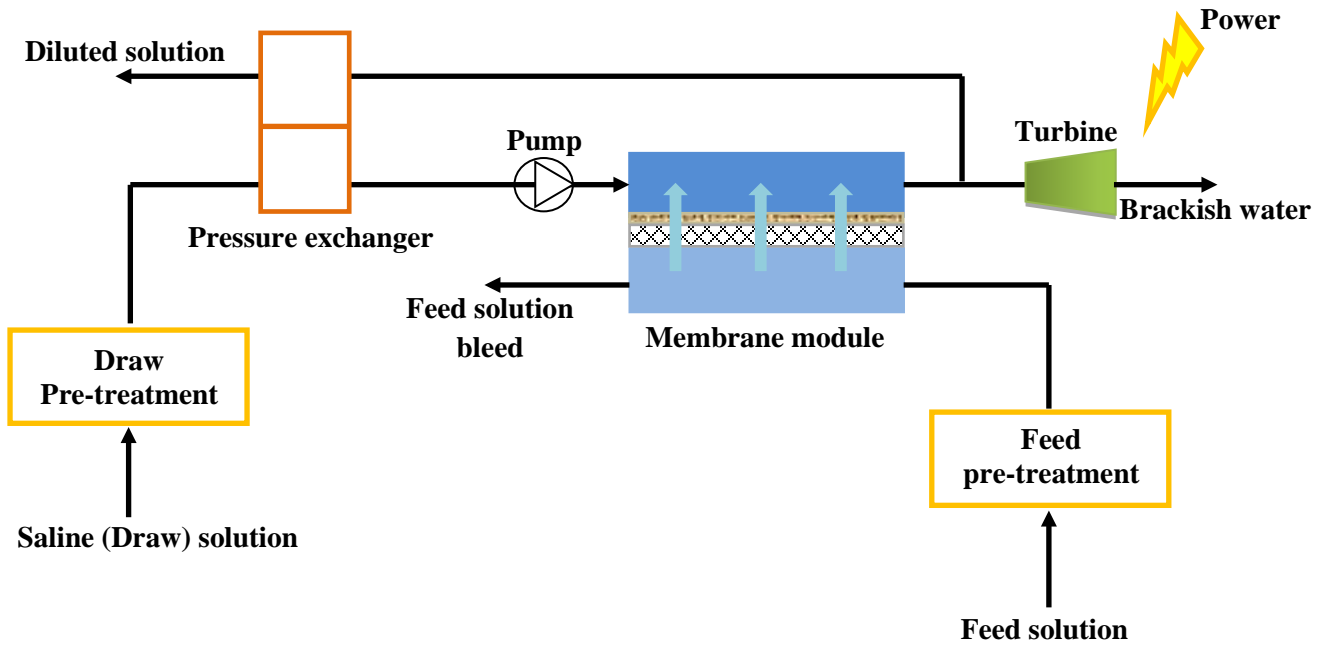 Power
Diluted solution
Turbine
Pump
Brackish water
Pressure exchanger
Feed solution
bleed
Membrane module
Draw
Pre-treatment
Feed
pre-treatment
Saline (Draw) solution
Feed solution